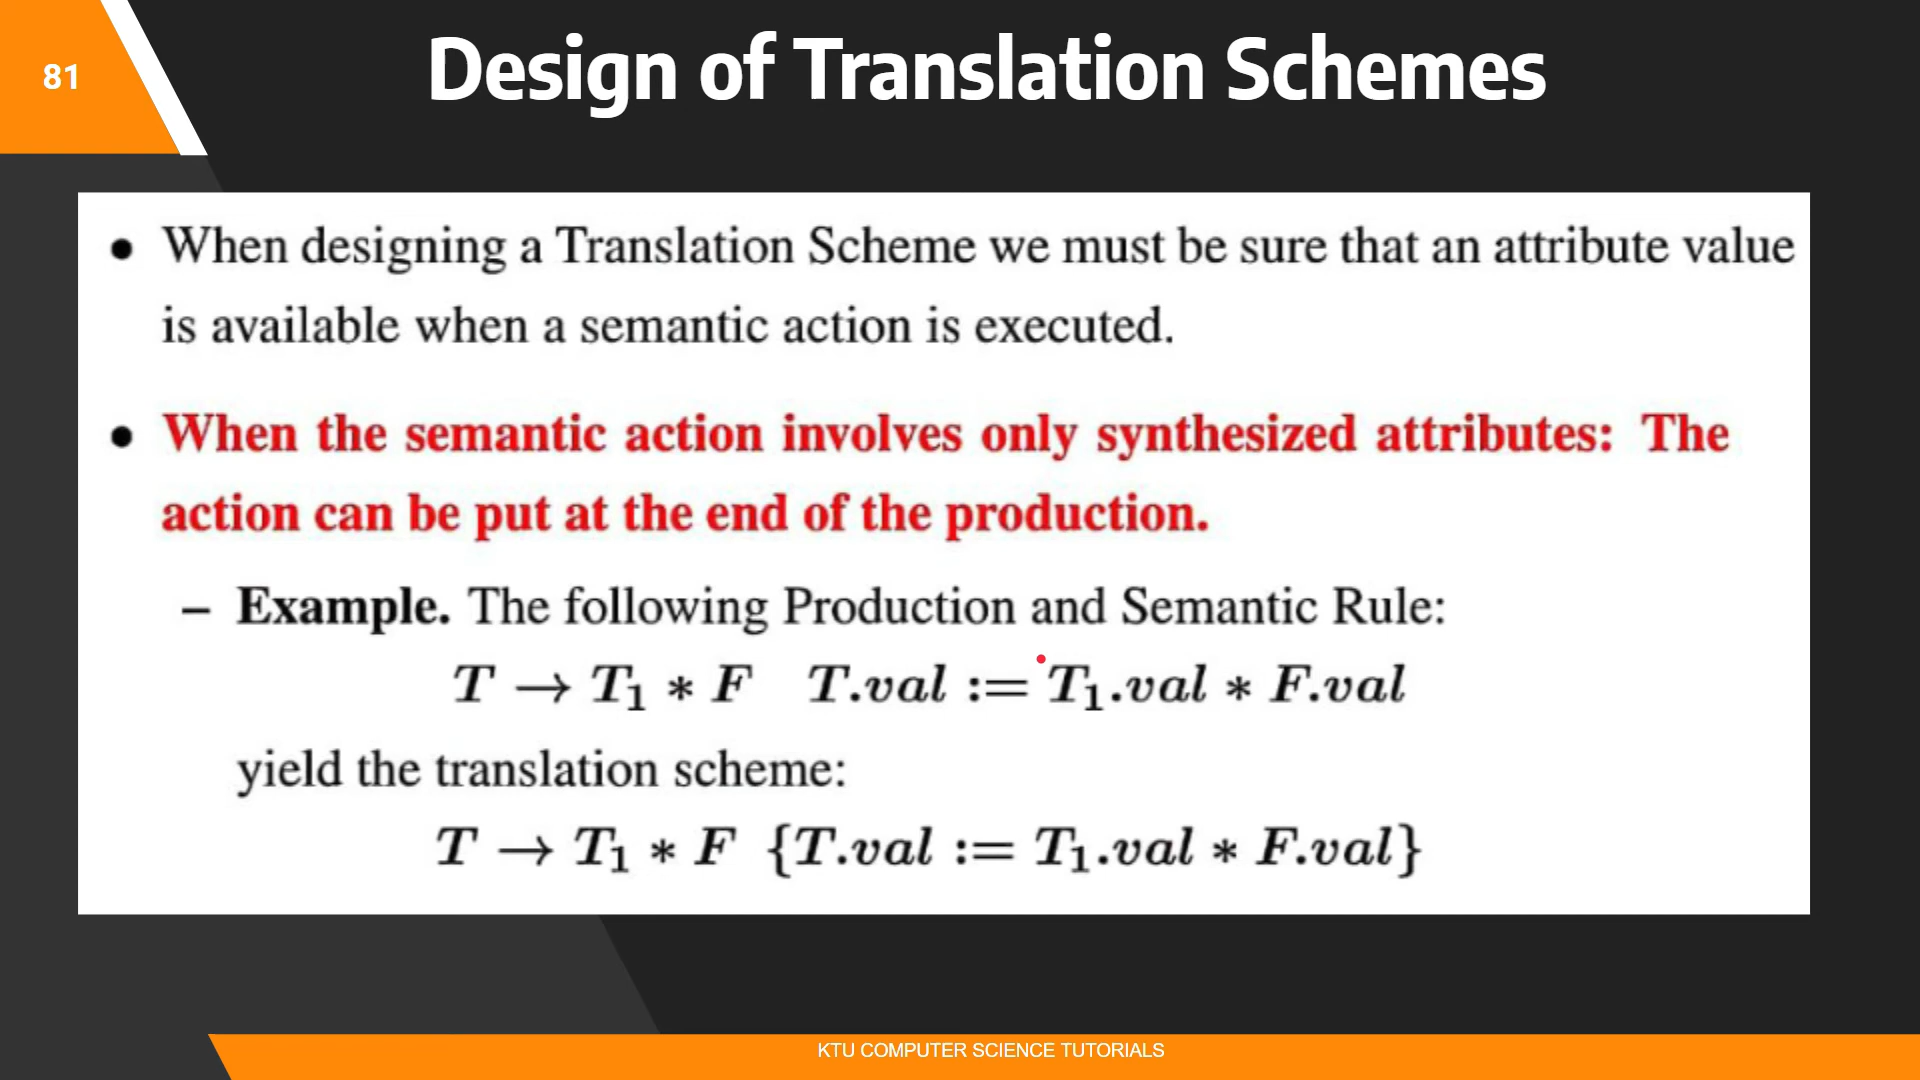 81
Design of Translation Schemes
• When designing a Translation Scheme we must be sure that an attribute value
is available when a semantic action is executed.
• When the semantic action involves only synthesized attributes: The
action can be put at the end of the production.
– Example. The following Production and Semantic Rule:
T → T₁ * F   T.val := T₁.val * F.val
yield the translation scheme:
T → T₁ * F {T.val := T₁.val * F.val}
KTU COMPUTER SCIENCE TUTORIALS